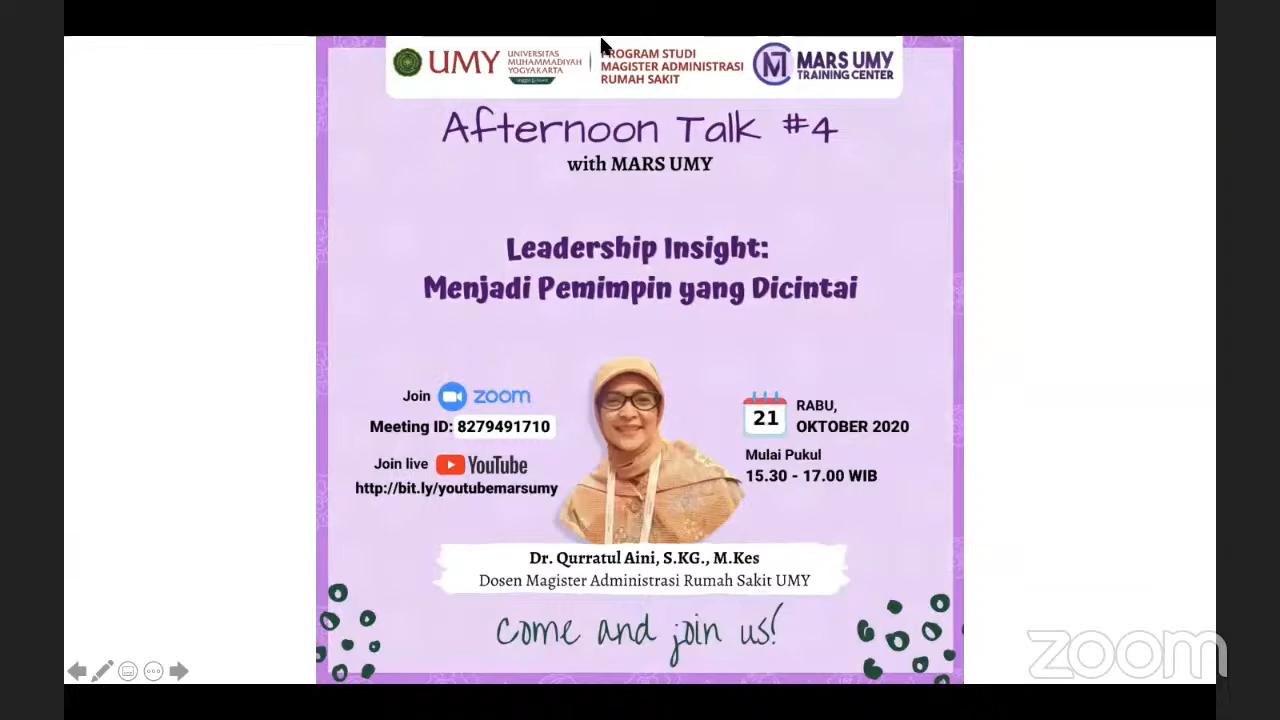 UMY
UNIVERSITAS
MUHAMMADIYAH
YOGYAKARTA
PROGRAM STUDI
MAGISTER ADMINISTRASI
RUMAH SAKIT
MARS UMY
TRAINING CENTER
Afternoon Talk #4
with MARS UMY
Leadership Insight:
Menjadi Pemimpin yang Dicintai
Join zoom
Meeting ID: 8279491710
Join live YouTube
http://bit.ly/youtubemarsumy
21
RABU,
OKTOBER 2020
Mulai Pukul
15.30 - 17.00 WIB
Dr. Qurratul Aini, S.KG., M.Kes
Dosen Magister Administrasi Rumah Sakit UMY
come and join us!
zoom